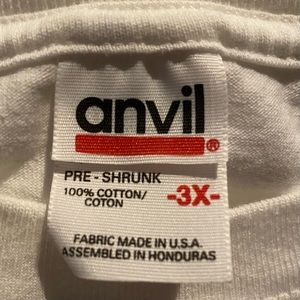 anvil
®
PRE - SHRUNK
100% COTTON/
COTON
-3X-
FABRIC MADE IN U.S.A.
ASSEMBLED IN HONDURAS